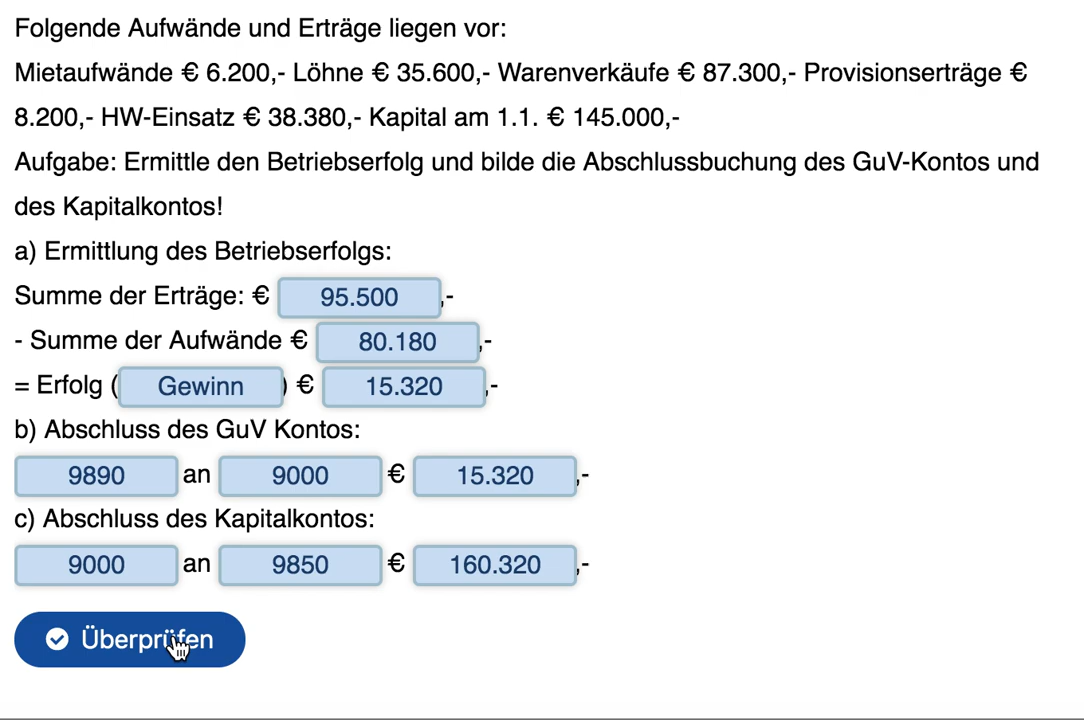 Folgende Aufwände und Erträge liegen vor:
Mietaufwände € 6.200,- Löhne € 35.600,- Warenverkäufe € 87.300,- Provisionserträge €
8.200,- HW-Einsatz € 38.380,- Kapital am 1.1. € 145.000,-
Aufgabe: Ermittle den Betriebserfolg und bilde die Abschlussbuchung des GuV-Kontos und
des Kapitalkontos!
a) Ermittlung des Betriebserfolgs:
Summe der Erträge: € 95.500 ,-
- Summe der Aufwände € 80.180 ,-
= Erfolg ( Gewinn ) € 15.320 ,-
b) Abschluss des GuV Kontos:
9890 an 9000 € 15.320 ,-
c) Abschluss des Kapitalkontos:
9000 an 9850 € 160.320 ,-
Überprüfen